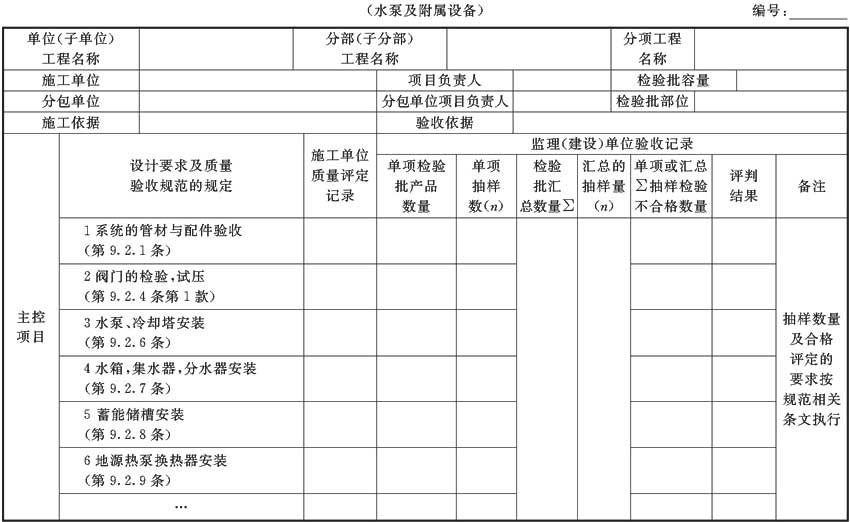 （水泵及附属设备）
编号：
单位（子单位）
工程名称
分部（子分部）
工程名称
分项工程
名称
施工单位
项目负责人
检验批容量
分包单位
分包单位项目负责人
检验批部位
施工依据
验收依据
主控
项目
设计要求及质量
验收规范的规定
施工单位
质量评定
记录
监理（建设）单位验收记录
单项检验
批产品
数量
单项
抽样
数(n)
检验
批汇
总数量∑
汇总的
抽样量
(n)
单项或汇总
∑抽样检验
不合格数量
评判
结果
备注
1 系统的管材与配件验收
（第 9.2.1 条）
2 阀门的检验，试压
（第 9.2.4 条第 1 款）
3 水泵、冷却塔安装
（第 9.2.6 条）
4 水箱，集水器，分水器安装
（第 9.2.7 条）
5 蓄能储槽安装
（第 9.2.8 条）
6 地源热泵换热器安装
（第 9.2.9 条）
…
抽样数量
及合格
评定的
要求按
规范相关
条文执行